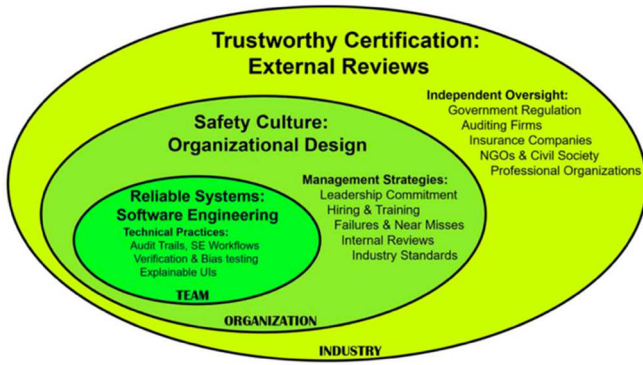 Trustworthy Certification:
External Reviews
Independent Oversight:
Government Regulation
Auditing Firms
Insurance Companies
NGOs & Civil Society
Professional Organizations
Safety Culture:
Organizational Design
Management Strategies:
Leadership Commitment
Hiring & Training
Failures & Near Misses
Internal Reviews
Industry Standards
Reliable Systems:
Software Engineering
Technical Practices:
Audit Trails, SE Workflows
Verification & Bias testing
Explainable UIs
TEAM
ORGANIZATION
INDUSTRY